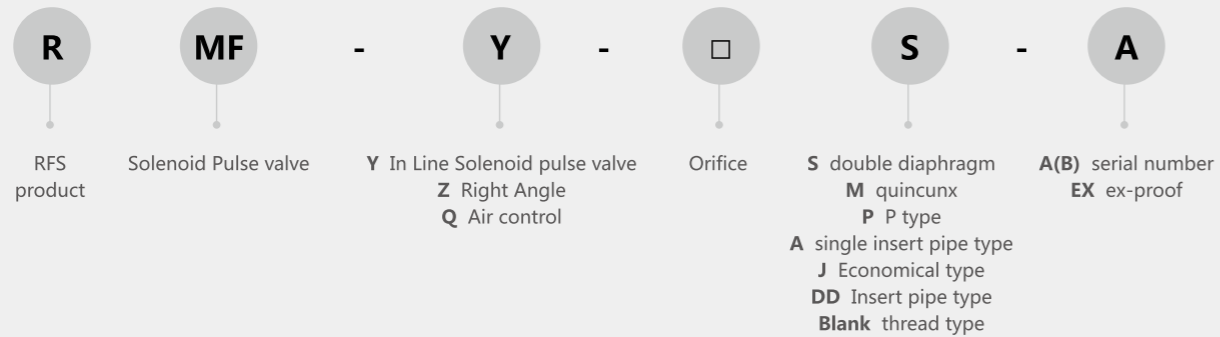 R MF - Y - □ S - A
RFS
product
Solenoid Pulse valve
Y In Line Solenoid pulse valve
Z Right Angle
Q Air control
Orifice
S double diaphragm
M quincunx
P P type
A single insert pipe type
J Economical type
DD Insert pipe type
Blank thread type
A(B) serial number
EX ex-proof